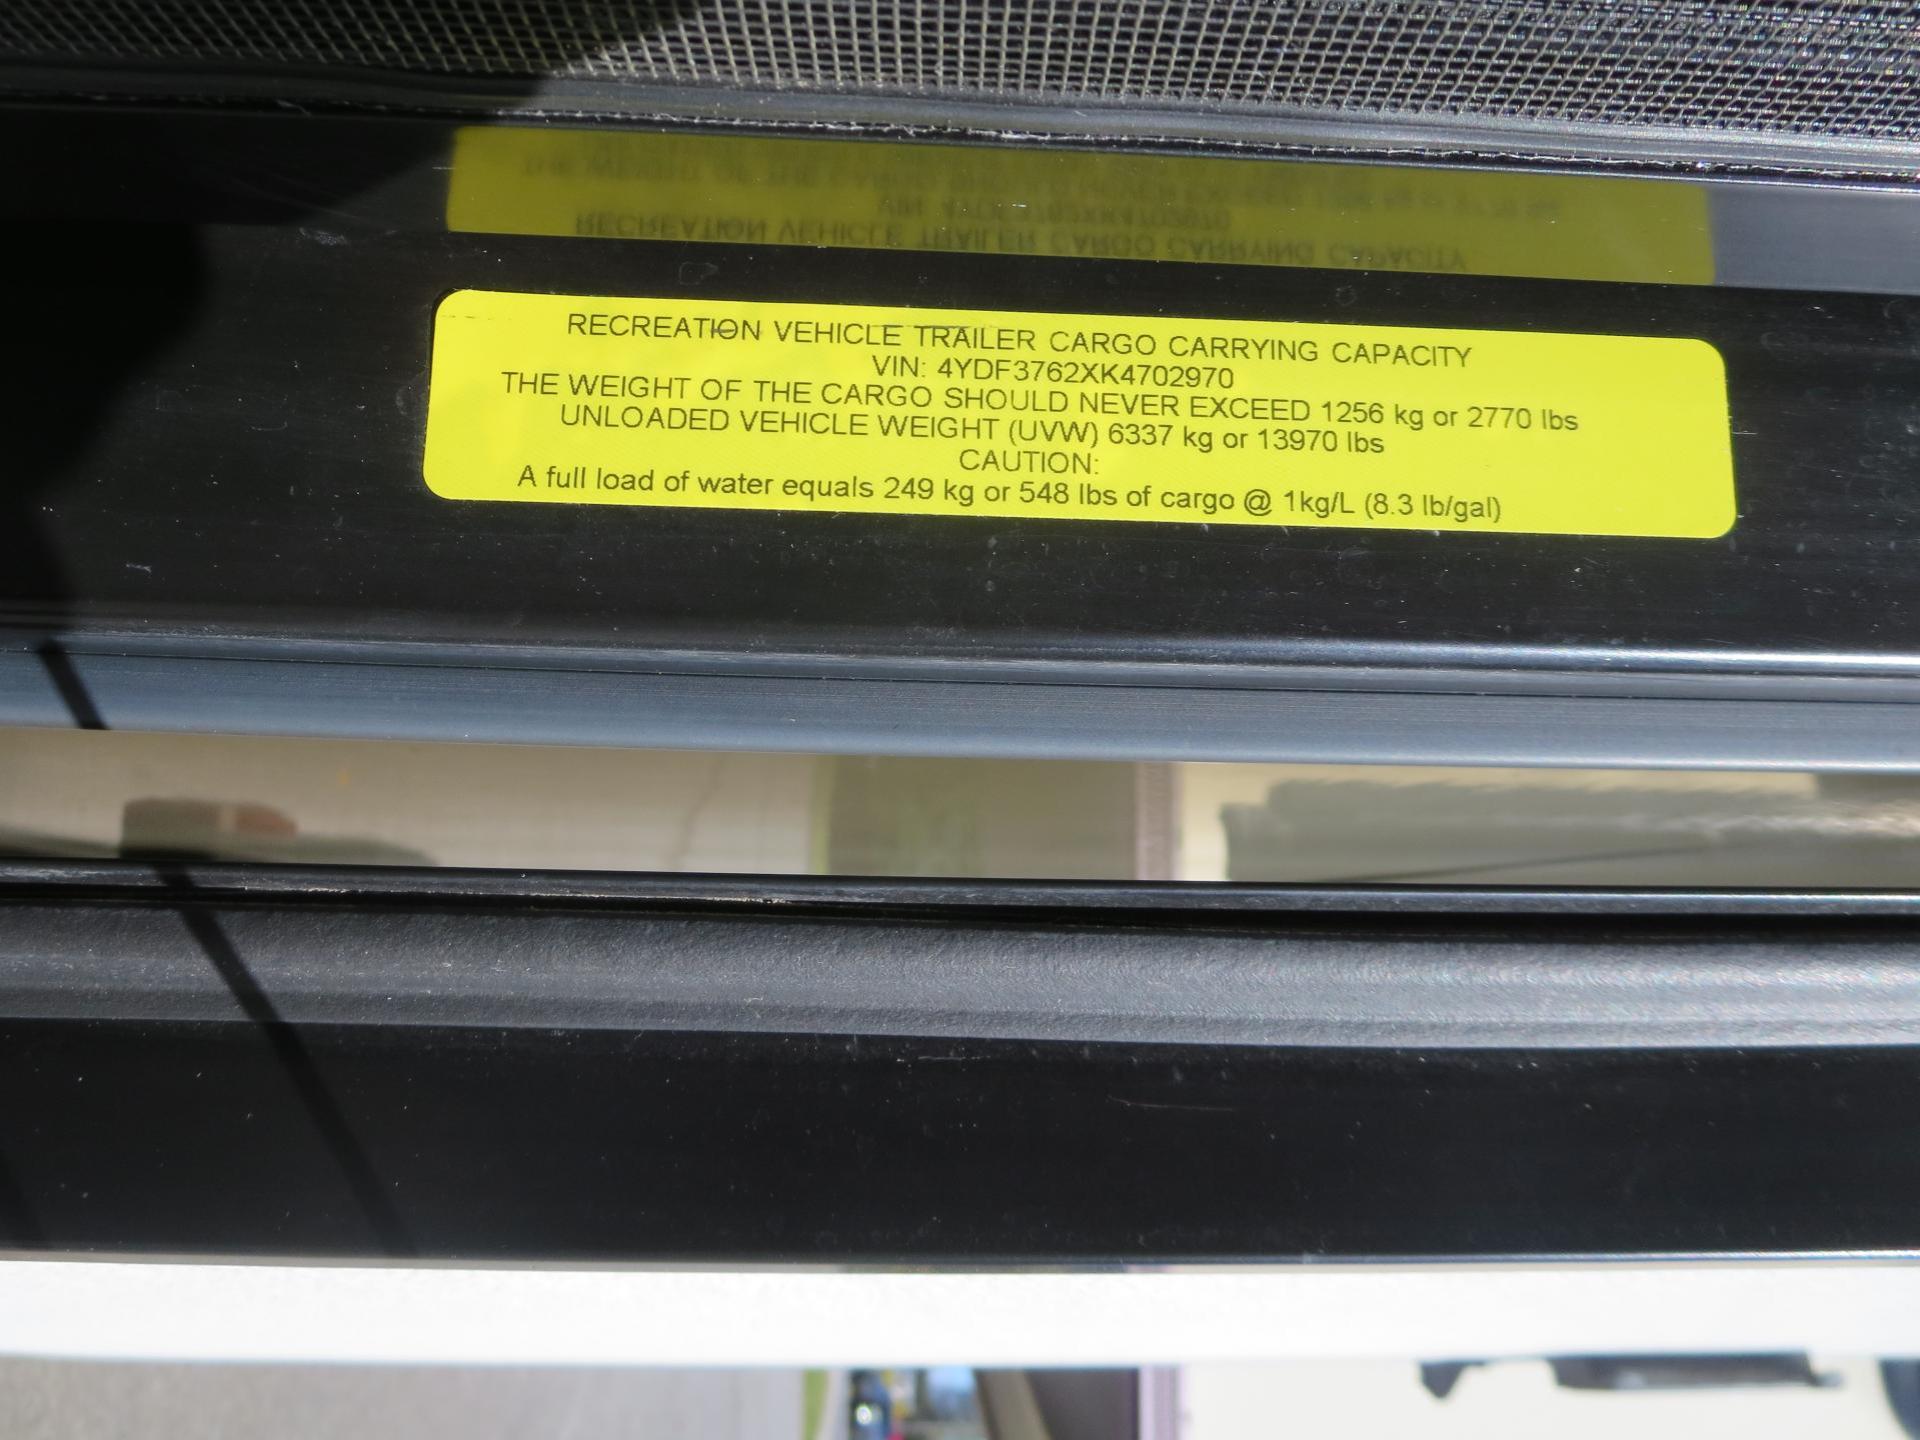 RECREATION VEHICLE TRAILER CARGO CARRYING CAPACITY
VIN: 4YDF3762XK4702970
THE WEIGHT OF THE CARGO SHOULD NEVER EXCEED 1256 kg or 2770 lbs
UNLOADED VEHICLE WEIGHT (UVW) 6337 kg or 13970 lbs
CAUTION:
A full load of water equals 249 kg or 548 lbs of cargo @ 1kg/L (8.3 lb/gal)